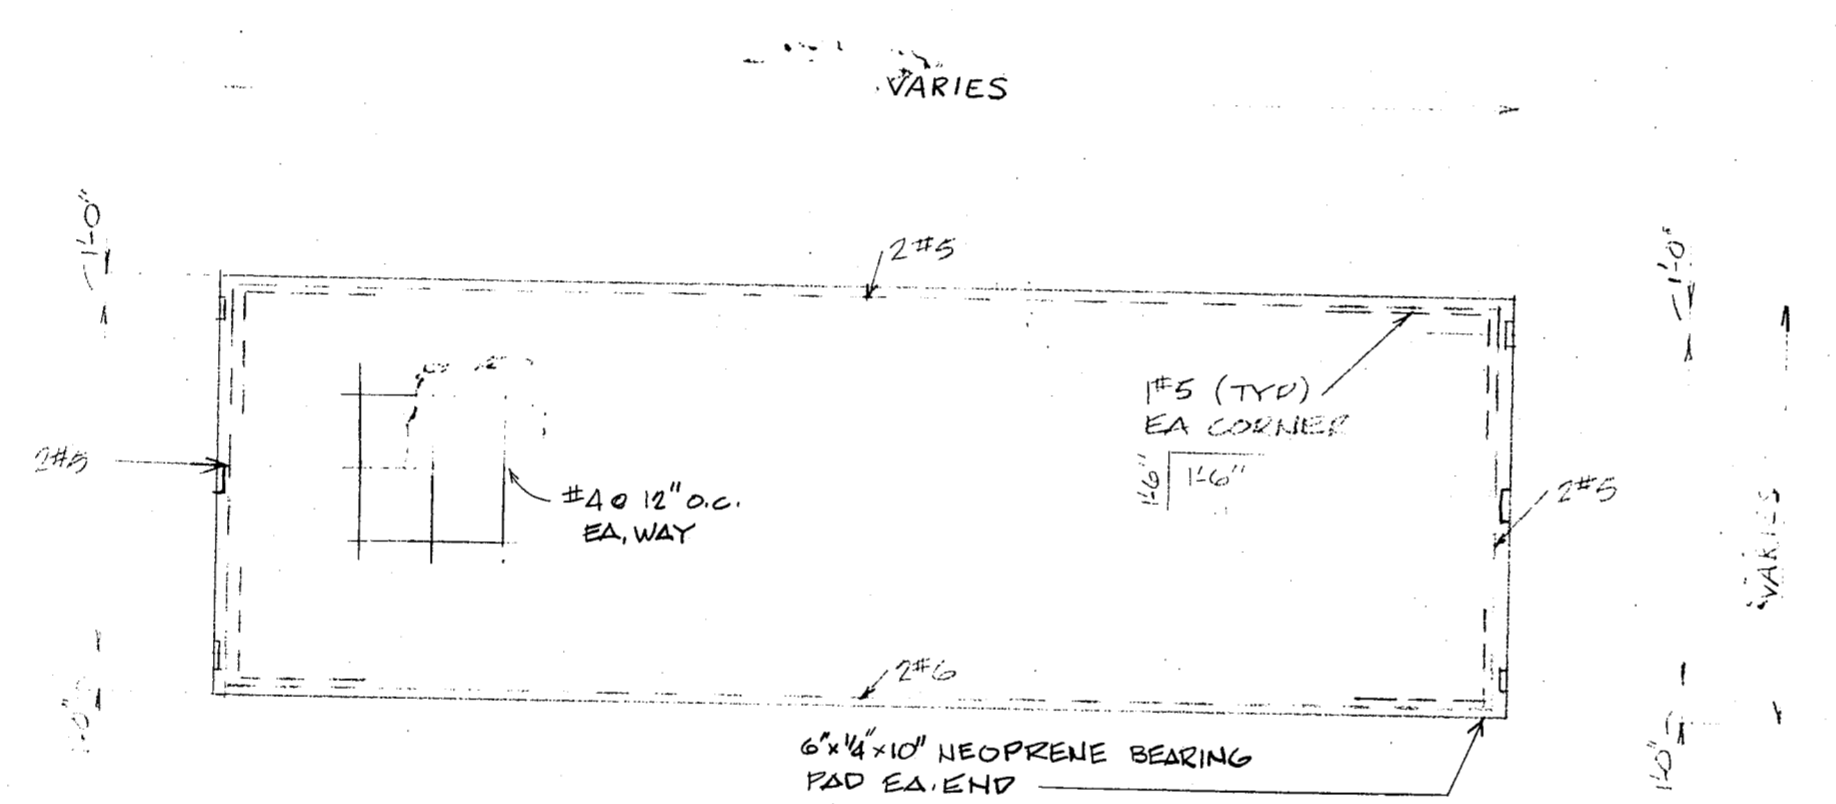 VARIES
1'-0"
2#5
1'-0"
1#5 (TYP)
EA CORNER
1'-6"
1'-6"
2#5
#4 @ 12" O.C.
EA. WAY
2#5
VARIES
2#6
1'-0"
6"x1/4"x10" NEOPRENE BEARING
PAD EA. END
1'-0"